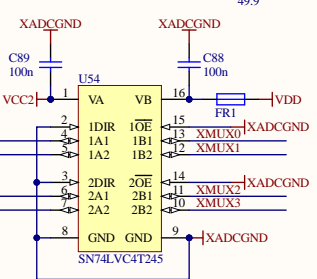 49.9
XADCGND XADCGND
C89 C88
100n 100n
U54
VCC2 1 VA VB 16 VDD
FR1
2 1DIR 1OE 15 XADCGND
4 1A1 1B1 13 XMUX0
5 1A2 1B2 12 XMUX1
3 2DIR 2OE 14 XADCGND
6 2A1 2B1 11 XMUX2
7 2A2 2B2 10 XMUX3
8 GND GND 9 XADCGND
SN74LVC4T245